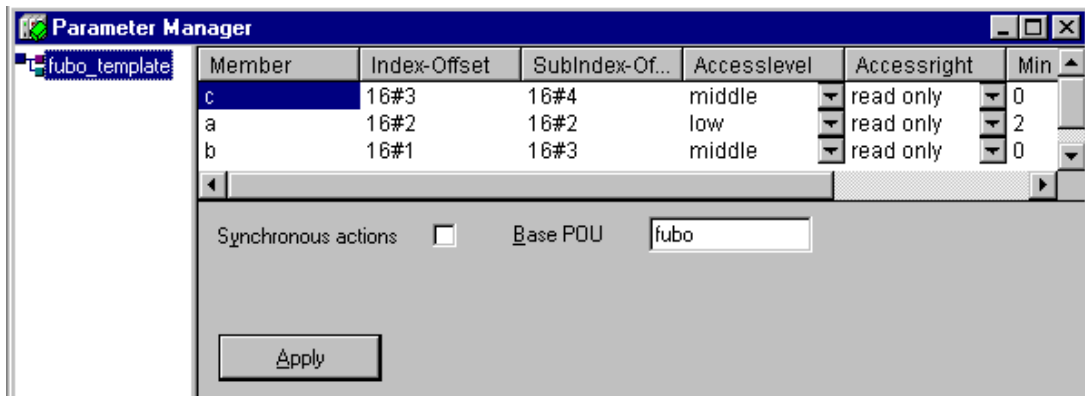 Parameter Manager
fubo_template
Member Index-Offset SubIndex-Of... Accesslevel Accessright Min
c 16#3 16#4 middle read only 0
a 16#2 16#2 low read only 2
b 16#1 16#3 middle read only 0
Synchronous actions Base POU fubo
Apply